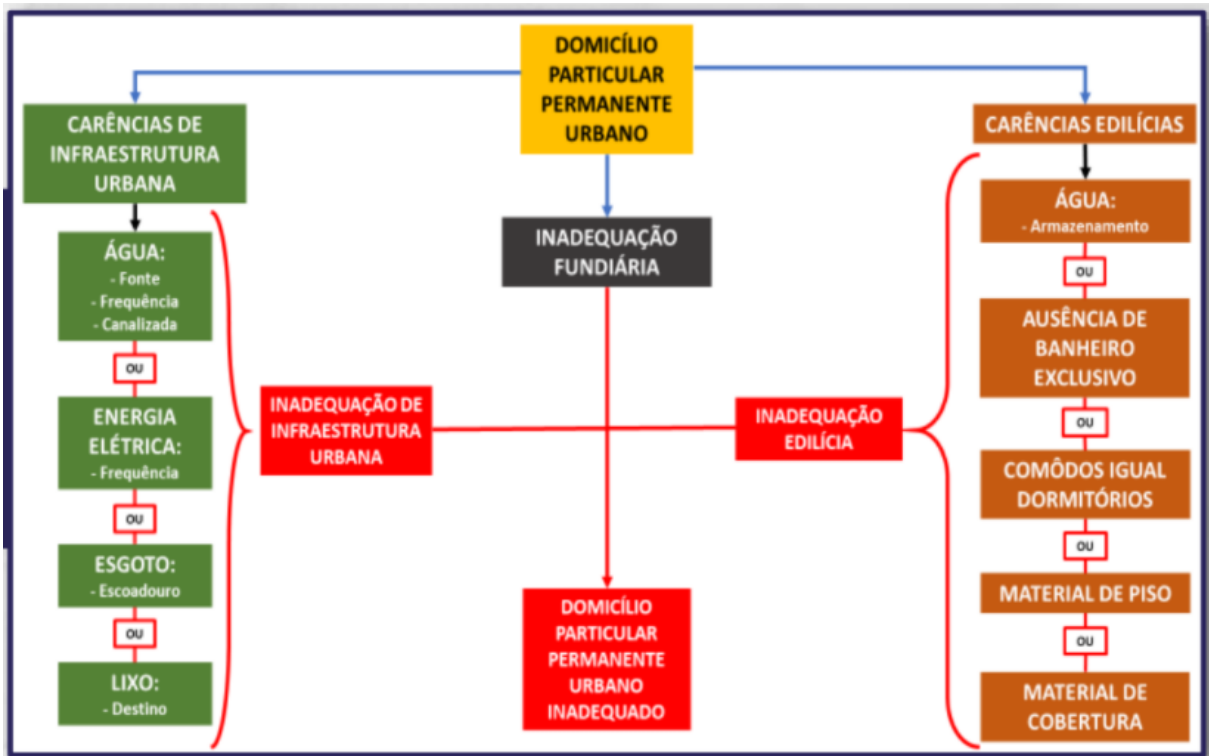 DOMICÍLIO
PARTICULAR
PERMANENTE
URBANO
CARÊNCIAS DE
INFRAESTRUTURA
URBANA
ÁGUA:
- Fonte
- Frequência
- Canalizada
OU
ENERGIA
ELÉTRICA:
- Frequência
OU
ESGOTO:
- Escoadouro
OU
LIXO:
- Destino
INADEQUAÇÃO DE
INFRAESTRUTURA
URBANA
INADEQUAÇÃO
FUNDIÁRIA
DOMICÍLIO
PARTICULAR
PERMANENTE
URBANO
INADEQUADO
INADEQUAÇÃO
EDILÍCIA
CARÊNCIAS EDILÍCIAS
ÁGUA:
- Armazenamento
OU
AUSÊNCIA DE
BANHEIRO
EXCLUSIVO
OU
COMÔDOS IGUAL
DORMITÓRIOS
OU
MATERIAL DE PISO
OU
MATERIAL DE
COBERTURA